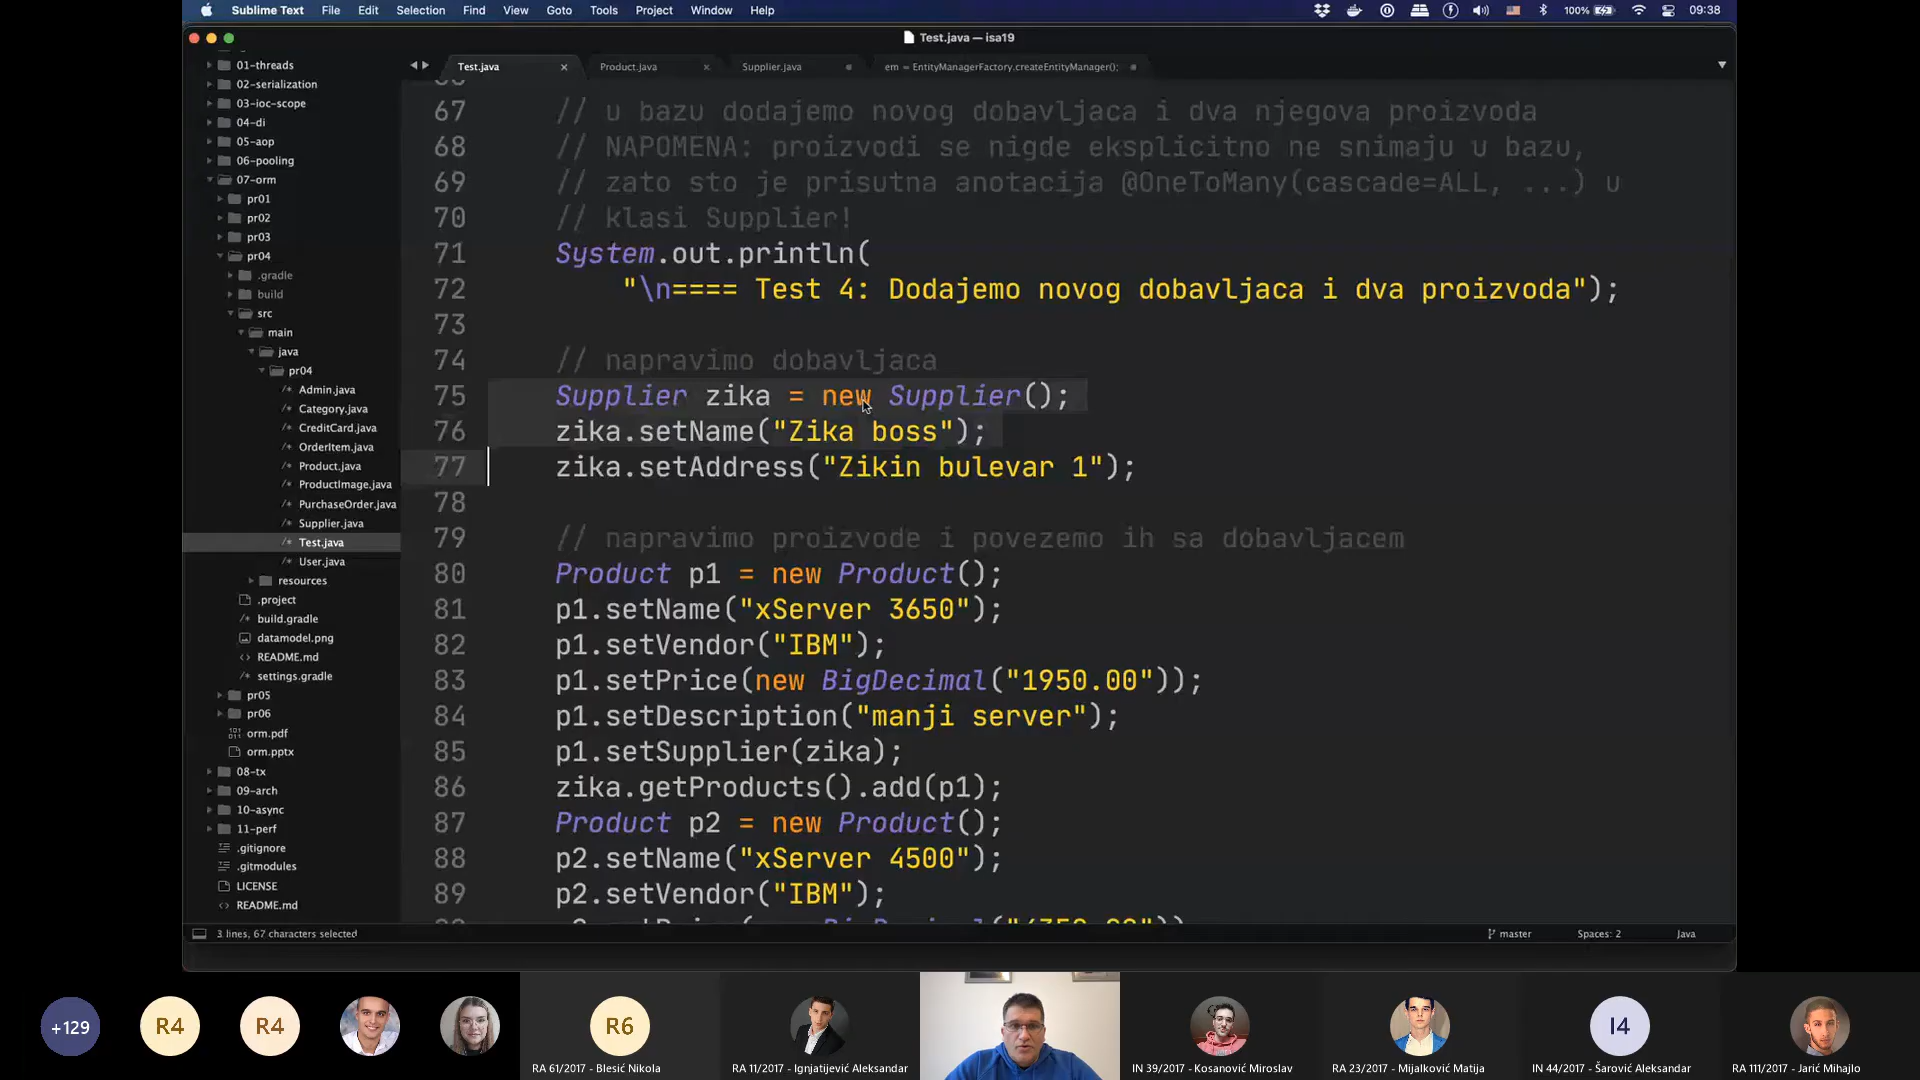 Sublime Text File Edit Selection Find View Goto Tools Project Window Help
100% 09:38
Test.java — isa19
01-threads
02-serialization
03-ioc-scope
04-di
05-aop
06-pooling
07-orm
pr01
pr02
pr03
pr04
.gradle
build
src
main
java
pr04
Admin.java
Category.java
CreditCard.java
OrderItem.java
Product.java
ProductImage.java
PurchaseOrder.java
Supplier.java
Test.java
User.java
resources
.project
build.gradle
datamodel.png
README.md
settings.gradle
pr05
pr06
orm.pdf
orm.pptx
08-tx
09-arch
10-async
11-perf
.gitignore
.gitmodules
LICENSE
README.md
Test.java Product.java Supplier.java em = EntityManagerFactory.createEntityManager();
67 // u bazu dodajemo novog dobavljaca i dva njegova proizvoda
68 // NAPOMENA: proizvodi se nigde eksplicitno ne snimaju u bazu,
69 // zato sto je prisutna anotacija @OneToMany(cascade=ALL, ...) u
70 // klasi Supplier!
71 System.out.println(
72 "\n==== Test 4: Dodajemo novog dobavljaca i dva proizvoda");
73
74 // napravimo dobavljaca
75 Supplier zika = new Supplier();
76 zika.setName("Zika boss");
77 zika.setAddress("Zikin bulevar 1");
78
79 // napravimo proizvode i povezemo ih sa dobavljacem
80 Product p1 = new Product();
81 p1.setName("xServer 3650");
82 p1.setVendor("IBM");
83 p1.setPrice(new BigDecimal("1950.00"));
84 p1.setDescription("manji server");
85 p1.setSupplier(zika);
86 zika.getProducts().add(p1);
87 Product p2 = new Product();
88 p2.setName("xServer 4500");
89 p2.setVendor("IBM");
3 lines, 67 characters selected master Spaces: 2 Java
+129 R4 R4 R6 I4
RA 61/2017 - Blesić Nikola RA 11/2017 - Ignjatijević Aleksandar IN 39/2017 - Kosanović Miroslav RA 23/2017 - Mijalković Matija IN 44/2017 - Šarović Aleksandar RA 111/2017 - Jarić Mihajlo